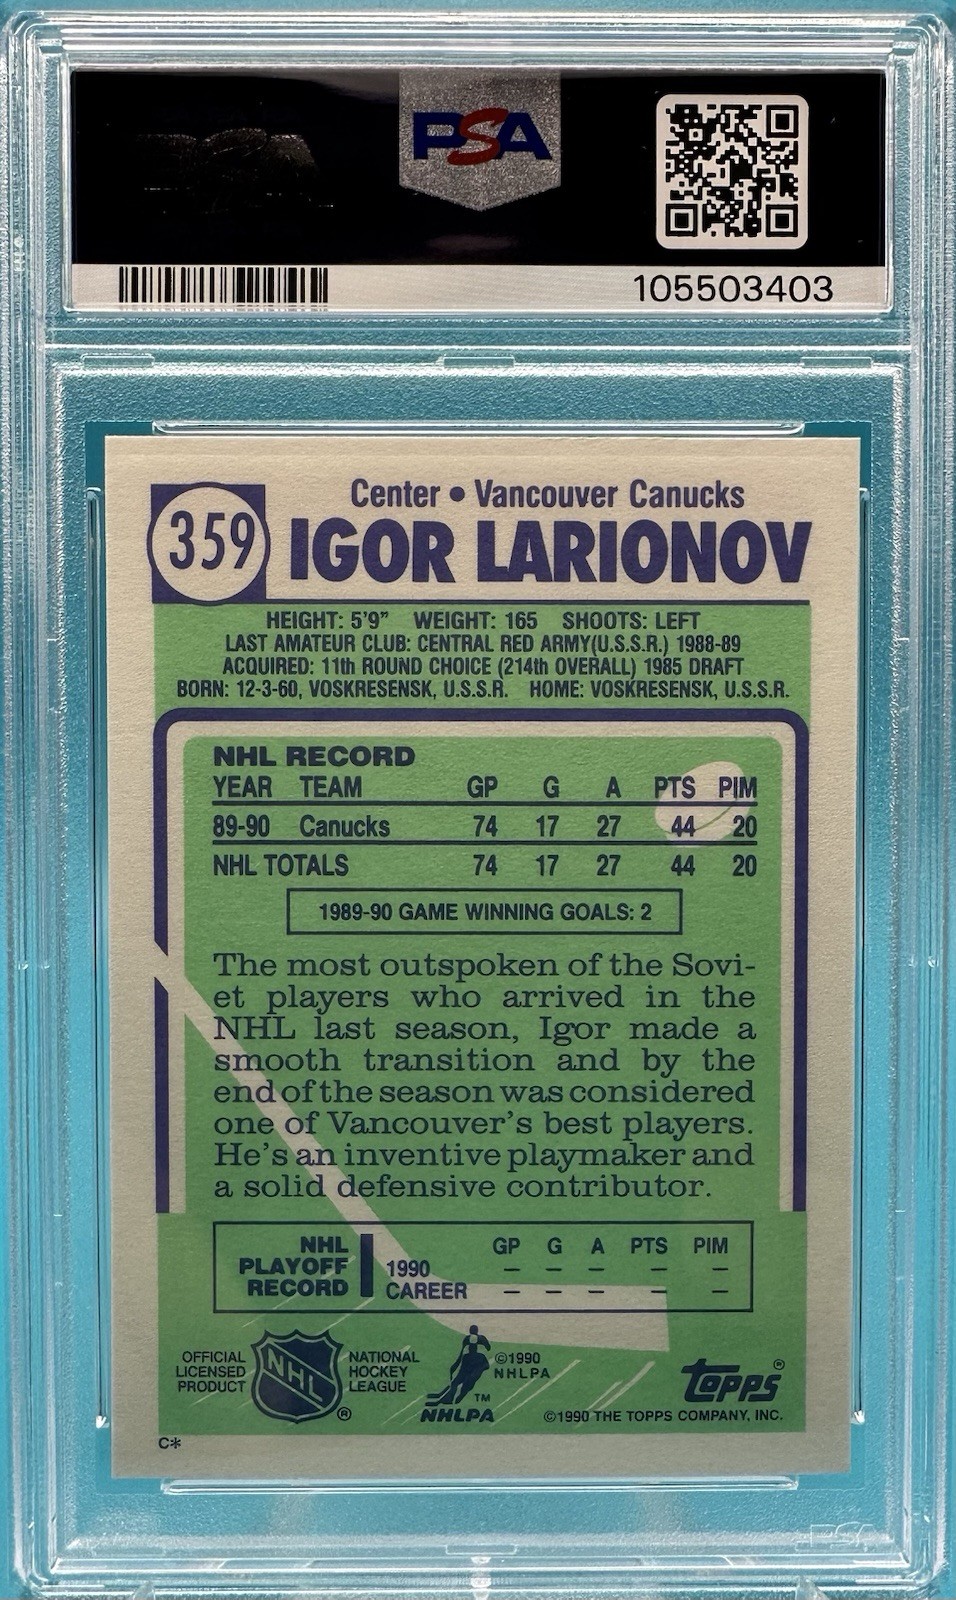 PSA
105503403
359
Center • Vancouver Canucks
IGOR LARIONOV
HEIGHT: 5'9" WEIGHT: 165 SHOOTS: LEFT
LAST AMATEUR CLUB: CENTRAL RED ARMY(U.S.S.R.) 1988-89
ACQUIRED: 11th ROUND CHOICE (214th OVERALL) 1985 DRAFT
BORN: 12-3-60, VOSKRESENSK, U.S.S.R. HOME: VOSKRESENSK, U.S.S.R.
NHL RECORD
YEAR TEAM GP G A PTS PIM
89-90 Canucks 74 17 27 44 20
NHL TOTALS 74 17 27 44 20
1989-90 GAME WINNING GOALS: 2
The most outspoken of the Sovi-
et players who arrived in the
NHL last season, Igor made a
smooth transition and by the
end of the season was considered
one of Vancouver's best players.
He's an inventive playmaker and
a solid defensive contributor.
NHL PLAYOFF RECORD
GP G A PTS PIM
1990 – – – – –
CAREER – – – – –
OFFICIAL LICENSED PRODUCT
NHL ®
NATIONAL HOCKEY LEAGUE
TM
NHLPA
©1990
NHLPA
Topps®
©1990 THE TOPPS COMPANY, INC.
C*
PSA